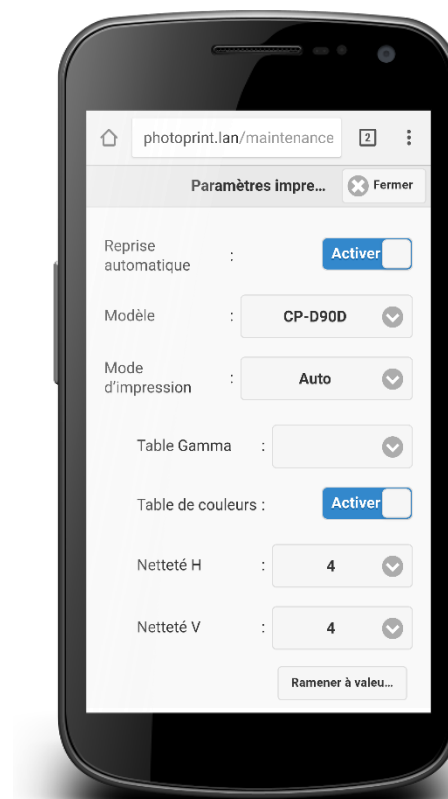 photoprint.lan/maintenance 2
Paramètres impre... Fermer
Reprise
automatique : Activer
Modèle : CP-D90D
Mode
d'impression : Auto
Table Gamma :
Table de couleurs : Activer
Netteté H : 4
Netteté V : 4
Ramener à valeu...